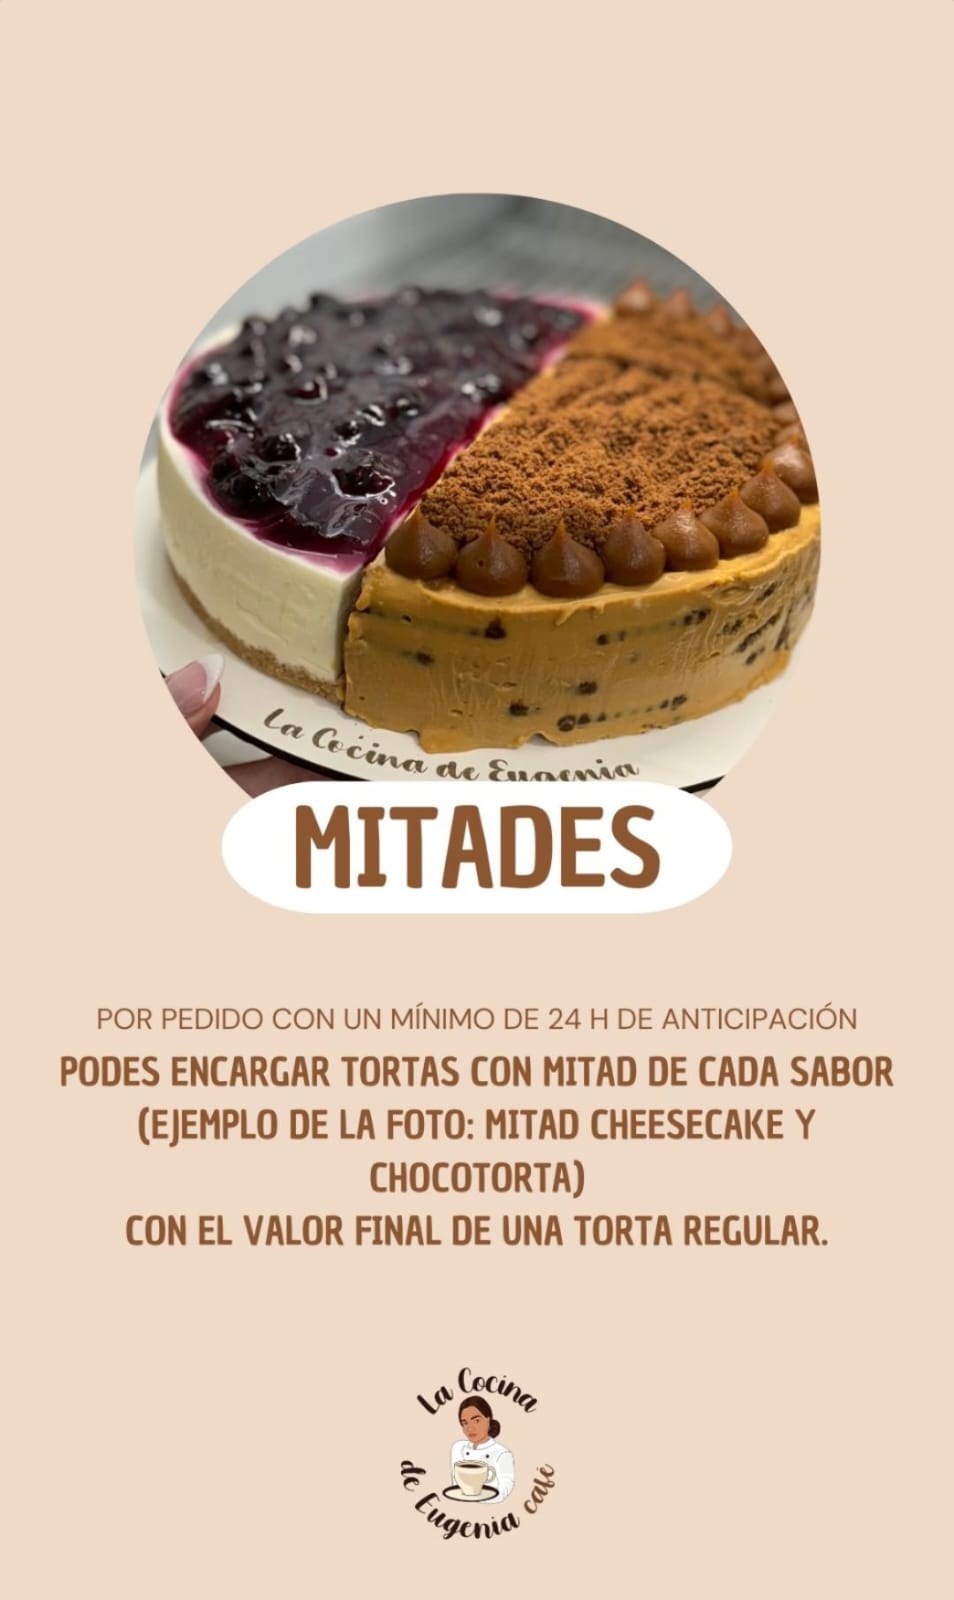 La Cocina de Eugenia
MITADES
POR PEDIDO CON UN MÍNIMO DE 24 H DE ANTICIPACIÓN
PODES ENCARGAR TORTAS CON MITAD DE CADA SABOR
(EJEMPLO DE LA FOTO: MITAD CHEESECAKE Y
CHOCOTORTA)
CON EL VALOR FINAL DE UNA TORTA REGULAR.
La Cocina
de Eugenia café